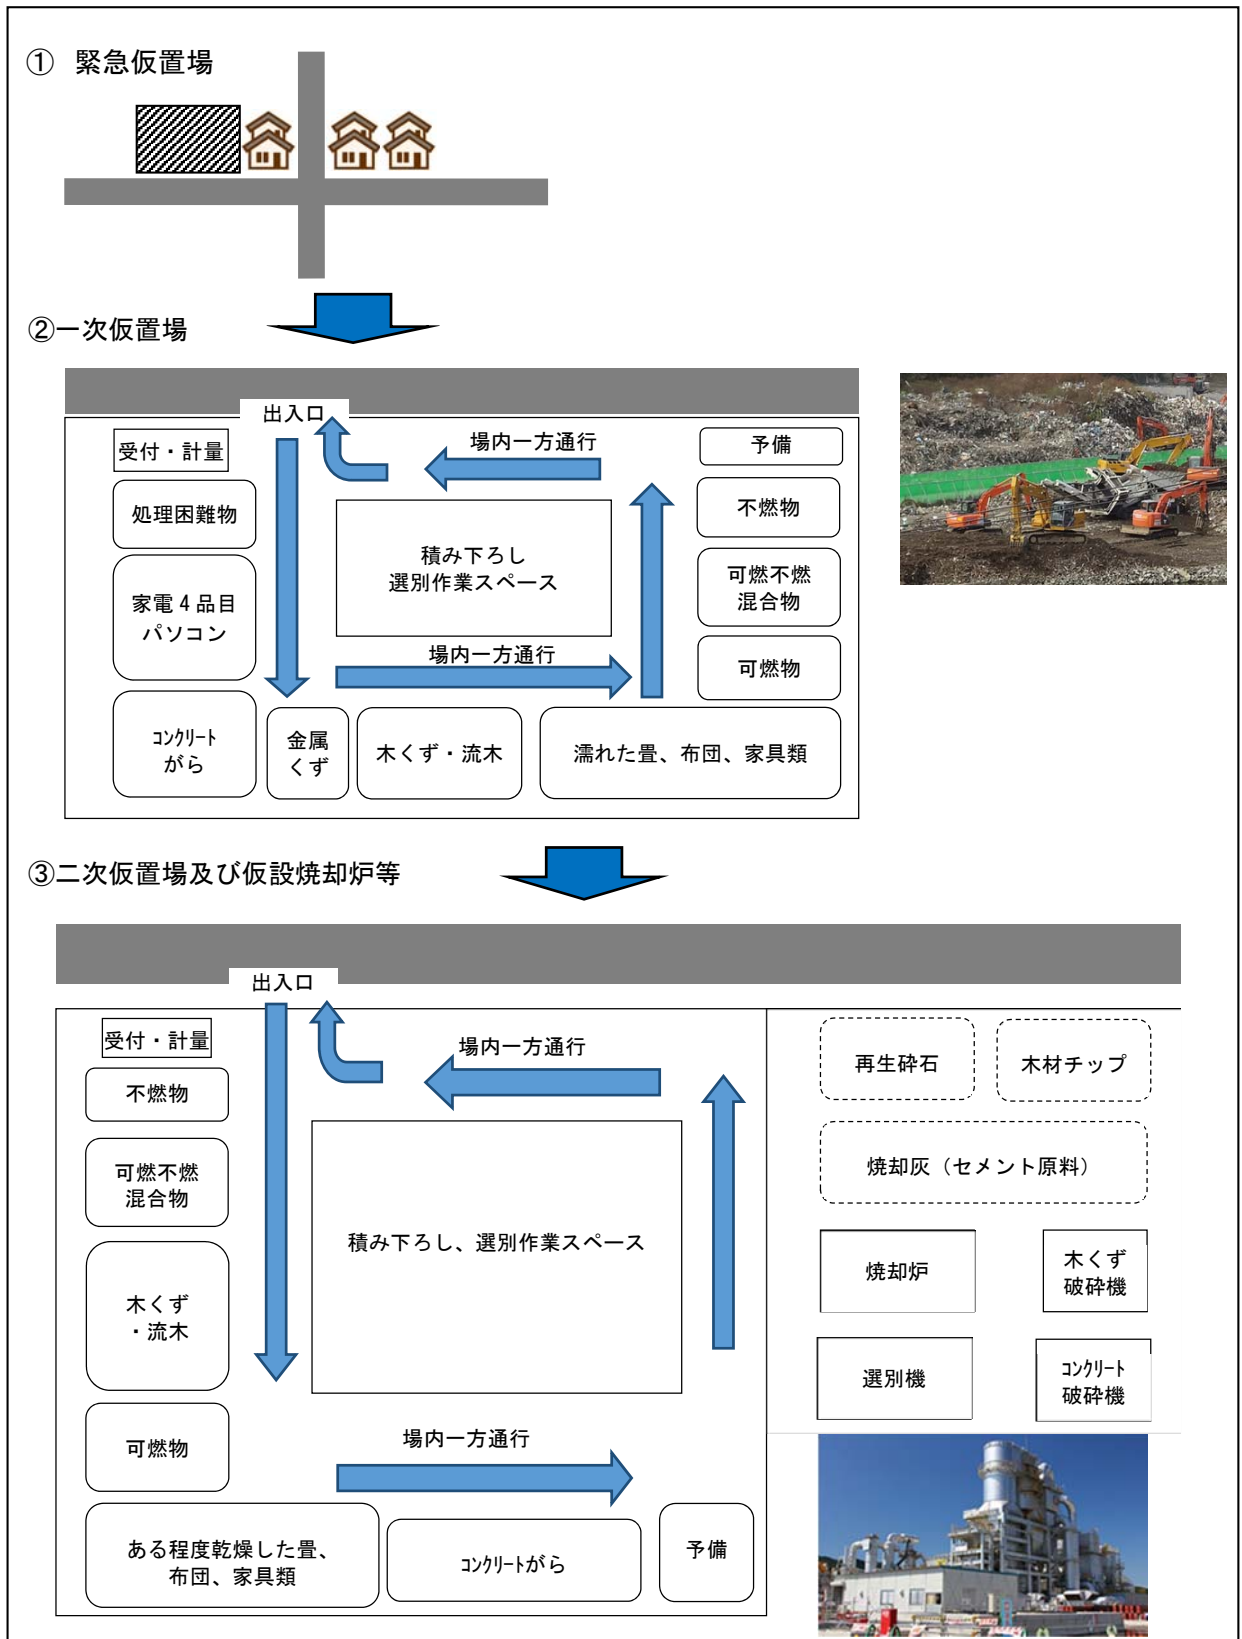 ① 緊急仮置場
②一次仮置場
出入口
受付・計量
場内一方通行
予備
処理困難物
不燃物
積み下ろし
選別作業スペース
可燃不燃
混合物
家電４品目
パソコン
場内一方通行
可燃物
ｺﾝｸﾘｰﾄ
がら
金属
くず
木くず・流木
濡れた畳、布団、家具類
③二次仮置場及び仮設焼却炉等
出入口
受付・計量
場内一方通行
再生砕石
木材チップ
不燃物
可燃不燃
混合物
焼却灰（セメント原料）
積み下ろし、選別作業スペース
焼却炉
木くず
破砕機
木くず
・流木
選別機
ｺﾝｸﾘｰﾄ
破砕機
可燃物
場内一方通行
ある程度乾燥した畳、
布団、家具類
ｺﾝｸﾘｰﾄがら
予備